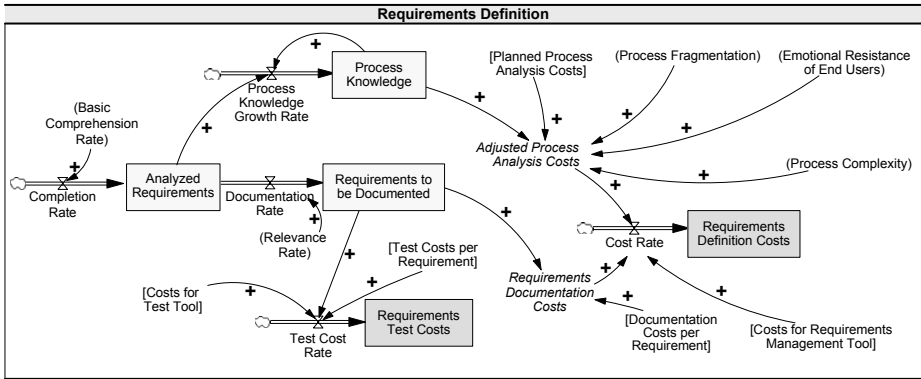 Requirements Definition
[Planned Process
Analysis Costs]
(Process Fragmentation)
(Emotional Resistance
of End Users)
Process
Knowledge
Process
Knowledge
Growth Rate
(Basic
Comprehension
Rate)
Adjusted Process
Analysis Costs
(Process Complexity)
Completion
Rate
Analyzed
Requirements
Documentation
Rate
Requirements to
be Documented
(Relevance
Rate)
Cost Rate
Requirements
Definition Costs
[Test Costs per
Requirement]
Requirements
Documentation
Costs
[Costs for
Test Tool]
Test Cost
Rate
Requirements
Test Costs
[Documentation
Costs per
Requirement]
[Costs for Requirements
Management Tool]